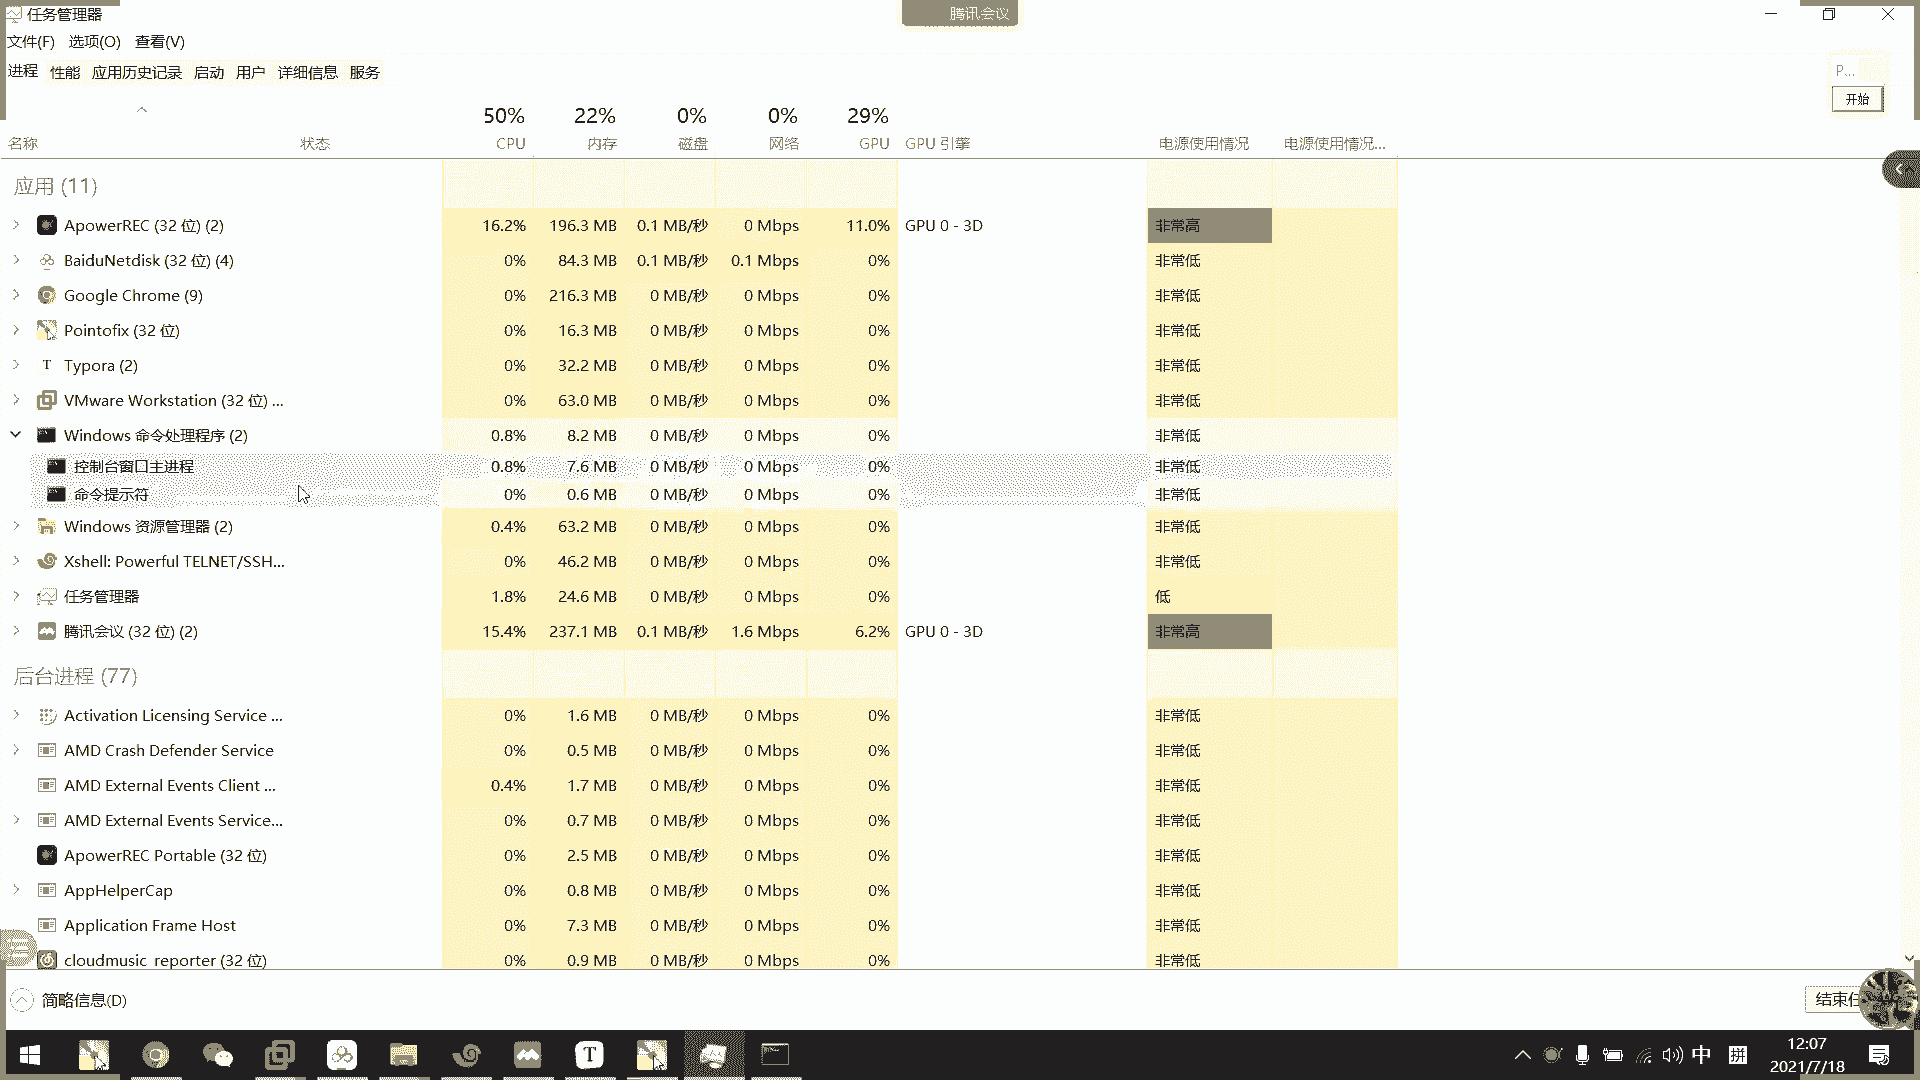 任务管理器
腾讯会议
文件(F) 选项(O) 查看(V)
进程 性能 应用历史记录 启动 用户 详细信息 服务
P...
开始
50% 22% 0% 0% 29%
名称 状态 CPU 内存 磁盘 网络 GPU GPU 引擎 电源使用情况 电源使用情况...
应用 (11)
ApowerREC (32 位) (2) 16.2% 196.3 MB 0.1 MB/秒 0 Mbps 11.0% GPU 0 - 3D 非常高
BaiduNetdisk (32 位) (4) 0% 84.3 MB 0.1 MB/秒 0.1 Mbps 0% 非常低
Google Chrome (9) 0% 216.3 MB 0 MB/秒 0 Mbps 0% 非常低
Pointofix (32 位) 0% 16.3 MB 0 MB/秒 0 Mbps 0% 非常低
Typora (2) 0% 32.2 MB 0 MB/秒 0 Mbps 0% 非常低
VMware Workstation (32 位) ... 0% 63.0 MB 0 MB/秒 0 Mbps 0% 非常低
Windows 命令处理程序 (2) 0.8% 8.2 MB 0 MB/秒 0 Mbps 0% 非常低
控制台窗口主进程 0.8% 7.6 MB 0 MB/秒 0 Mbps 0% 非常低
命令提示符 0% 0.6 MB 0 MB/秒 0 Mbps 0% 非常低
Windows 资源管理器 (2) 0.4% 63.2 MB 0 MB/秒 0 Mbps 0% 非常低
Xshell: Powerful TELNET/SSH... 0% 46.2 MB 0 MB/秒 0 Mbps 0% 非常低
任务管理器 1.8% 24.6 MB 0 MB/秒 0 Mbps 0% 低
腾讯会议 (32 位) (2) 15.4% 237.1 MB 0.1 MB/秒 1.6 Mbps 6.2% GPU 0 - 3D 非常高
后台进程 (77)
Activation Licensing Service ... 0% 1.6 MB 0 MB/秒 0 Mbps 0% 非常低
AMD Crash Defender Service 0% 0.5 MB 0 MB/秒 0 Mbps 0% 非常低
AMD External Events Client ... 0.4% 1.7 MB 0 MB/秒 0 Mbps 0% 非常低
AMD External Events Service... 0% 0.7 MB 0 MB/秒 0 Mbps 0% 非常低
ApowerREC Portable (32 位) 0% 2.5 MB 0 MB/秒 0 Mbps 0% 非常低
AppHelperCap 0% 0.8 MB 0 MB/秒 0 Mbps 0% 非常低
Application Frame Host 0% 7.3 MB 0 MB/秒 0 Mbps 0% 非常低
cloudmusic_reporter (32 位) 0% 0.9 MB 0 MB/秒 0 Mbps 0% 非常低
简略信息(D)
结束任
T
中 拼
12:07
2021/7/18